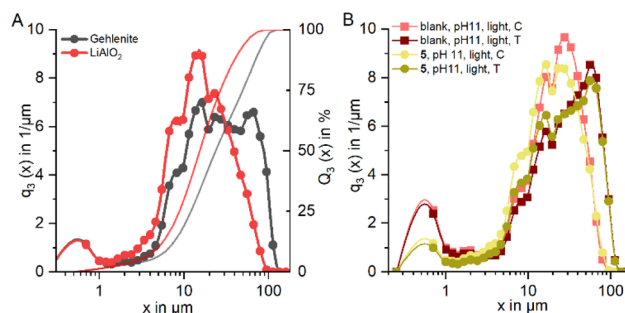 A
Gehlenite
LiAlO₂
q₃ (x) in 1/µm
10
8
6
4
2
0
100
75
50
25
0
Q₃ (x) in %
1
10
100
x in µm
B
blank, pH11, light, C
blank, pH11, light, T
5, pH 11, light, C
5, pH11, light, T
q₃ (x) in 1/µm
10
8
6
4
2
0
1
10
100
x in µm